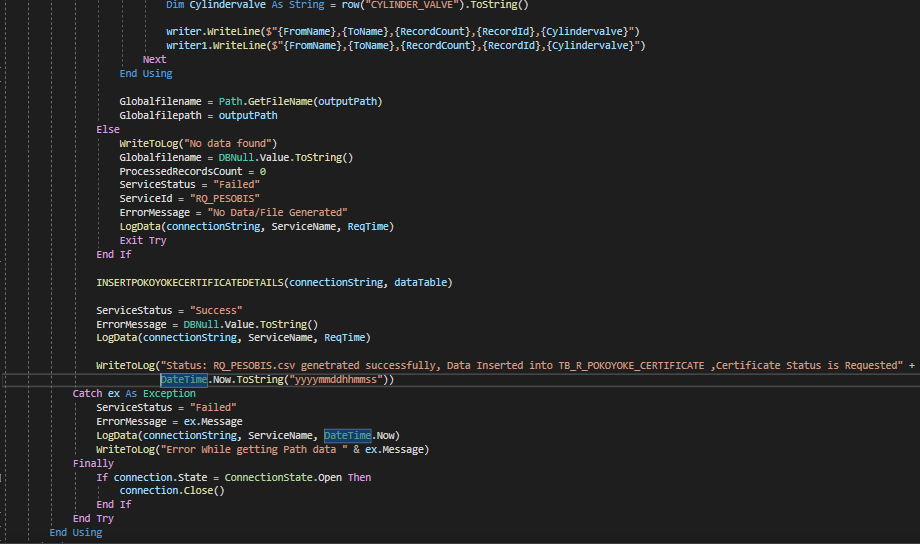 Dim Cylindervalve As String = row("CYLINDER_VALVE").ToString()
writer.WriteLine($"{FromName},{ToName},{RecordCount},{RecordId},{Cylindervalve}")
writer1.WriteLine($"{FromName},{ToName},{RecordCount},{RecordId},{Cylindervalve}")
Next
End Using
Globalfilename = Path.GetFileName(outputPath)
Globalfilepath = outputPath
Else
WriteToLog("No data found")
Globalfilename = DBNull.Value.ToString()
ProcessedRecordsCount = 0
ServiceStatus = "Failed"
ServiceId = "RQ_PESOBIS"
ErrorMessage = "No Data/File Generated"
LogData(connectionString, ServiceName, ReqTime)
Exit Try
End If
INSERTPOKOYOKECERTIFICATEDETAILS(connectionString, dataTable)
ServiceStatus = "Success"
ErrorMessage = DBNull.Value.ToString()
LogData(connectionString, ServiceName, ReqTime)
WriteToLog("Status: RQ_PESOBIS.csv genetrated successfully, Data Inserted into TB_R_POKOYOKE_CERTIFICATE ,Certificate Status is Requested" +
DateTime.Now.ToString("yyyymmddhhmmss"))
Catch ex As Exception
ServiceStatus = "Failed"
ErrorMessage = ex.Message
LogData(connectionString, ServiceName, DateTime.Now)
WriteToLog("Error While getting Path data " & ex.Message)
Finally
If connection.State = ConnectionState.Open Then
connection.Close()
End If
End Try
End Using